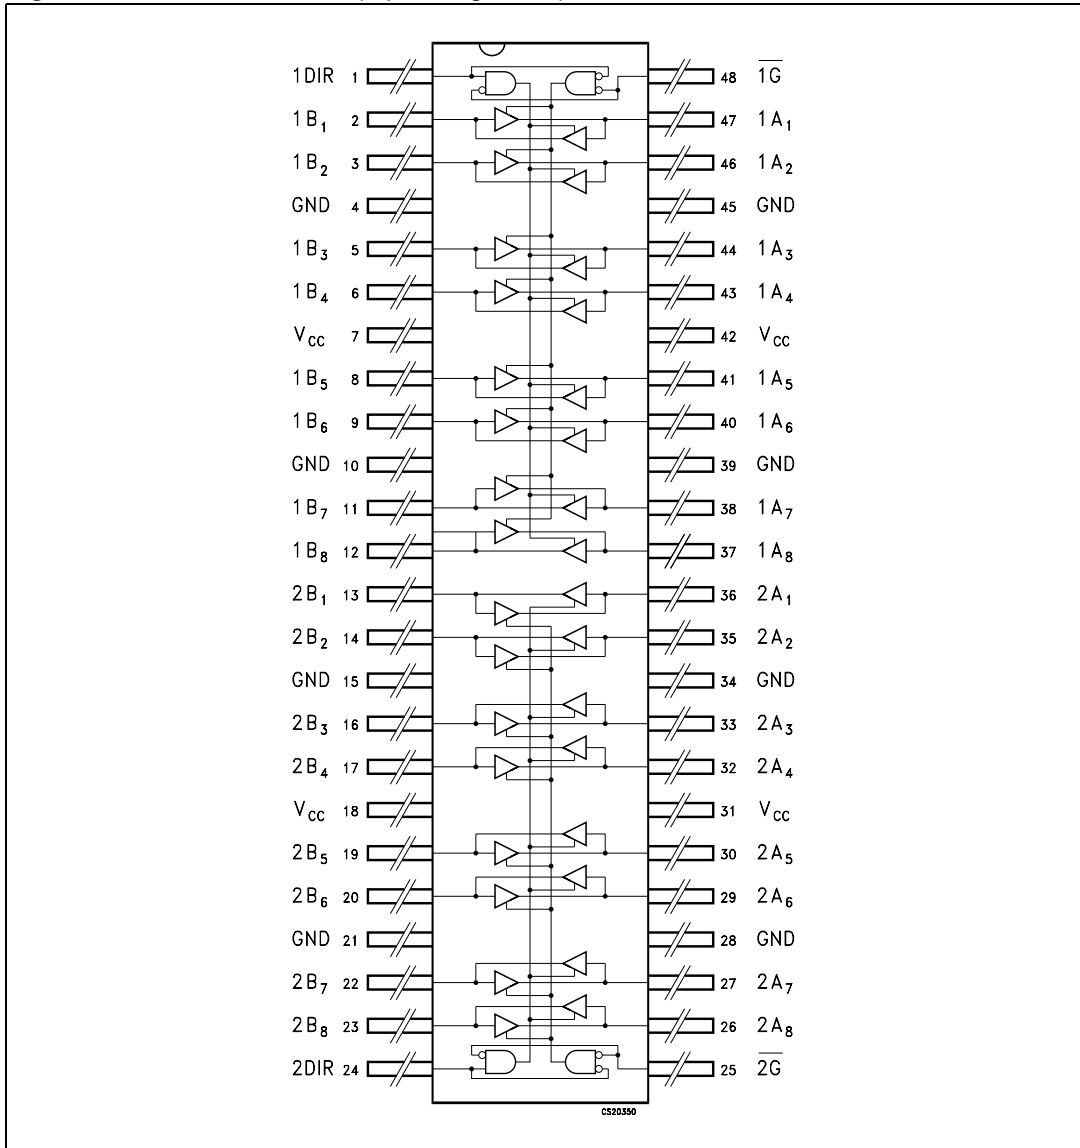 1DIR 1 48 1G̅
1B₁ 2 47 1A₁
1B₂ 3 46 1A₂
GND 4 45 GND
1B₃ 5 44 1A₃
1B₄ 6 43 1A₄
V_CC 7 42 V_CC
1B₅ 8 41 1A₅
1B₆ 9 40 1A₆
GND 10 39 GND
1B₇ 11 38 1A₇
1B₈ 12 37 1A₈
2B₁ 13 36 2A₁
2B₂ 14 35 2A₂
GND 15 34 GND
2B₃ 16 33 2A₃
2B₄ 17 32 2A₄
V_CC 18 31 V_CC
2B₅ 19 30 2A₅
2B₆ 20 29 2A₆
GND 21 28 GND
2B₇ 22 27 2A₇
2B₈ 23 26 2A₈
2DIR 24 25 2G̅
CS20350